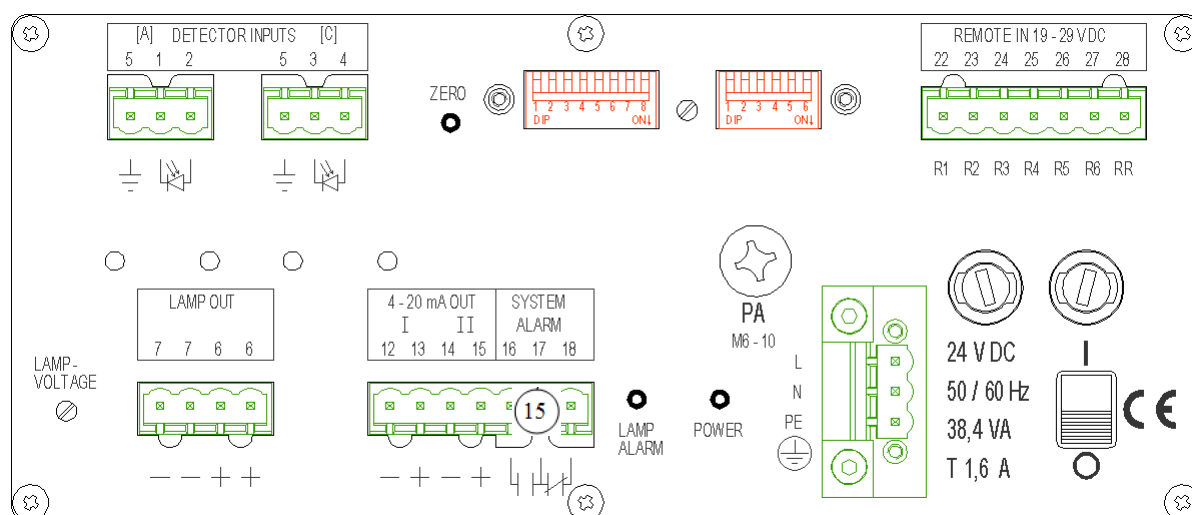 [A] DETECTOR INPUTS [C]
5 1 2 5 3 4
ZERO
1 2 3 4 5 6 7 8
DIP ON↓
1 2 3 4 5 6
DIP ON↓
REMOTE IN 19 - 29 VDC
22 23 24 25 26 27 28
R1 R2 R3 R4 R5 R6 RR
LAMP OUT
7 7 6 6
LAMP-
VOLTAGE
− − + +
4 - 20 mA OUT
I II
12 13 14 15
SYSTEM
ALARM
16 17 18
15
− + − +
LAMP
ALARM
POWER
PA
M6 - 10
L
N
PE
24 V DC
50 / 60 Hz
38,4 VA
T 1,6 A
I
O
CE